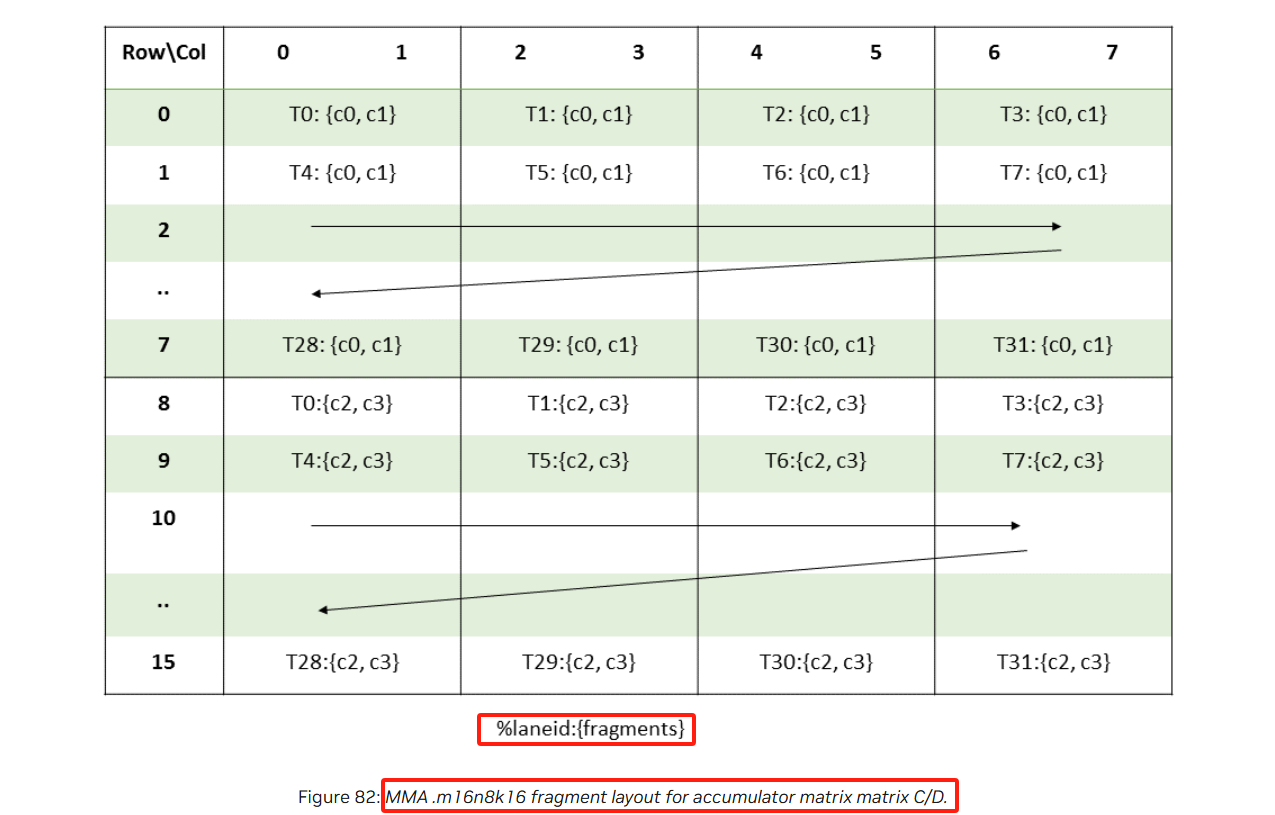 Row\Col 0 1 2 3 4 5 6 7
0 T0: {c0, c1} T1: {c0, c1} T2: {c0, c1} T3: {c0, c1}
1 T4: {c0, c1} T5: {c0, c1} T6: {c0, c1} T7: {c0, c1}
2
..
7 T28: {c0, c1} T29: {c0, c1} T30: {c0, c1} T31: {c0, c1}
8 T0:{c2, c3} T1:{c2, c3} T2:{c2, c3} T3:{c2, c3}
9 T4:{c2, c3} T5:{c2, c3} T6:{c2, c3} T7:{c2, c3}
10
..
15 T28:{c2, c3} T29:{c2, c3} T30:{c2, c3} T31:{c2, c3}
%laneid:{fragments}
Figure 82: MMA .m16n8k16 fragment layout for accumulator matrix matrix C/D.